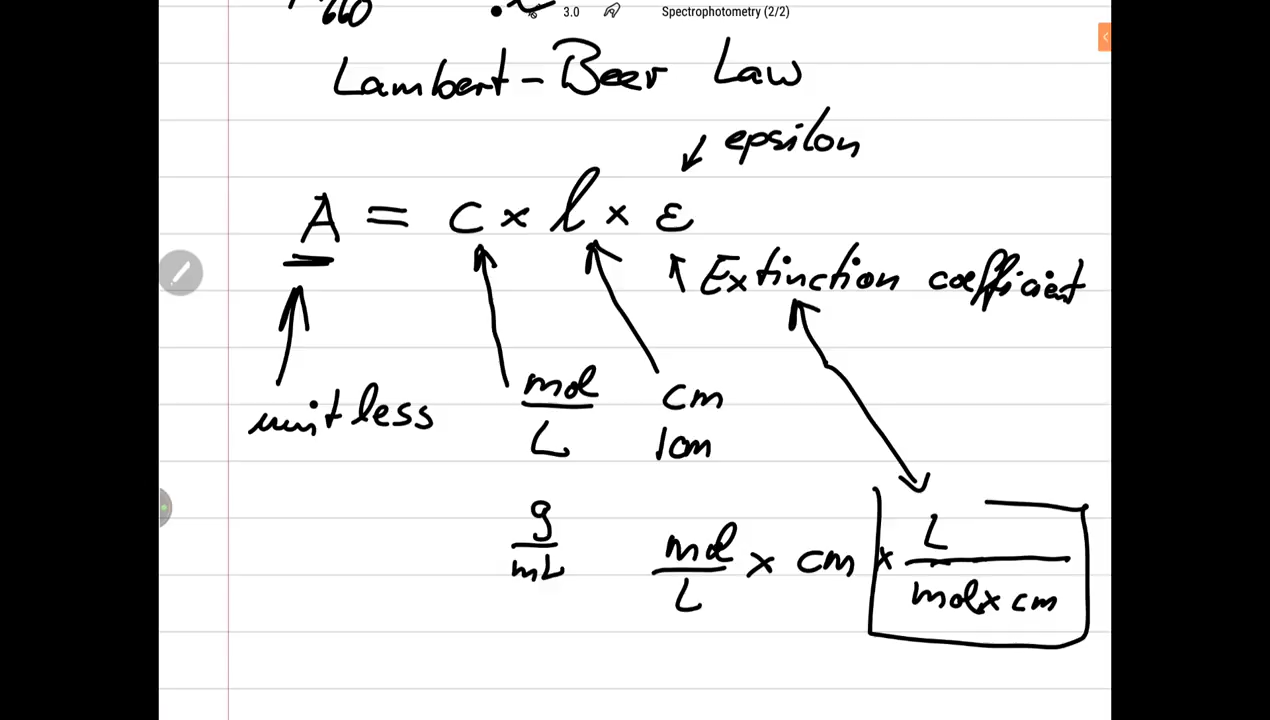 660
3.0 Spectrophotometry (2/2)
Lambert-Beer Law
epsilon
A = C × l × ε
Extinction coefficient
unitless
mol
L
cm
1cm
g
mL
mol
L
× cm ×
L
mol × cm